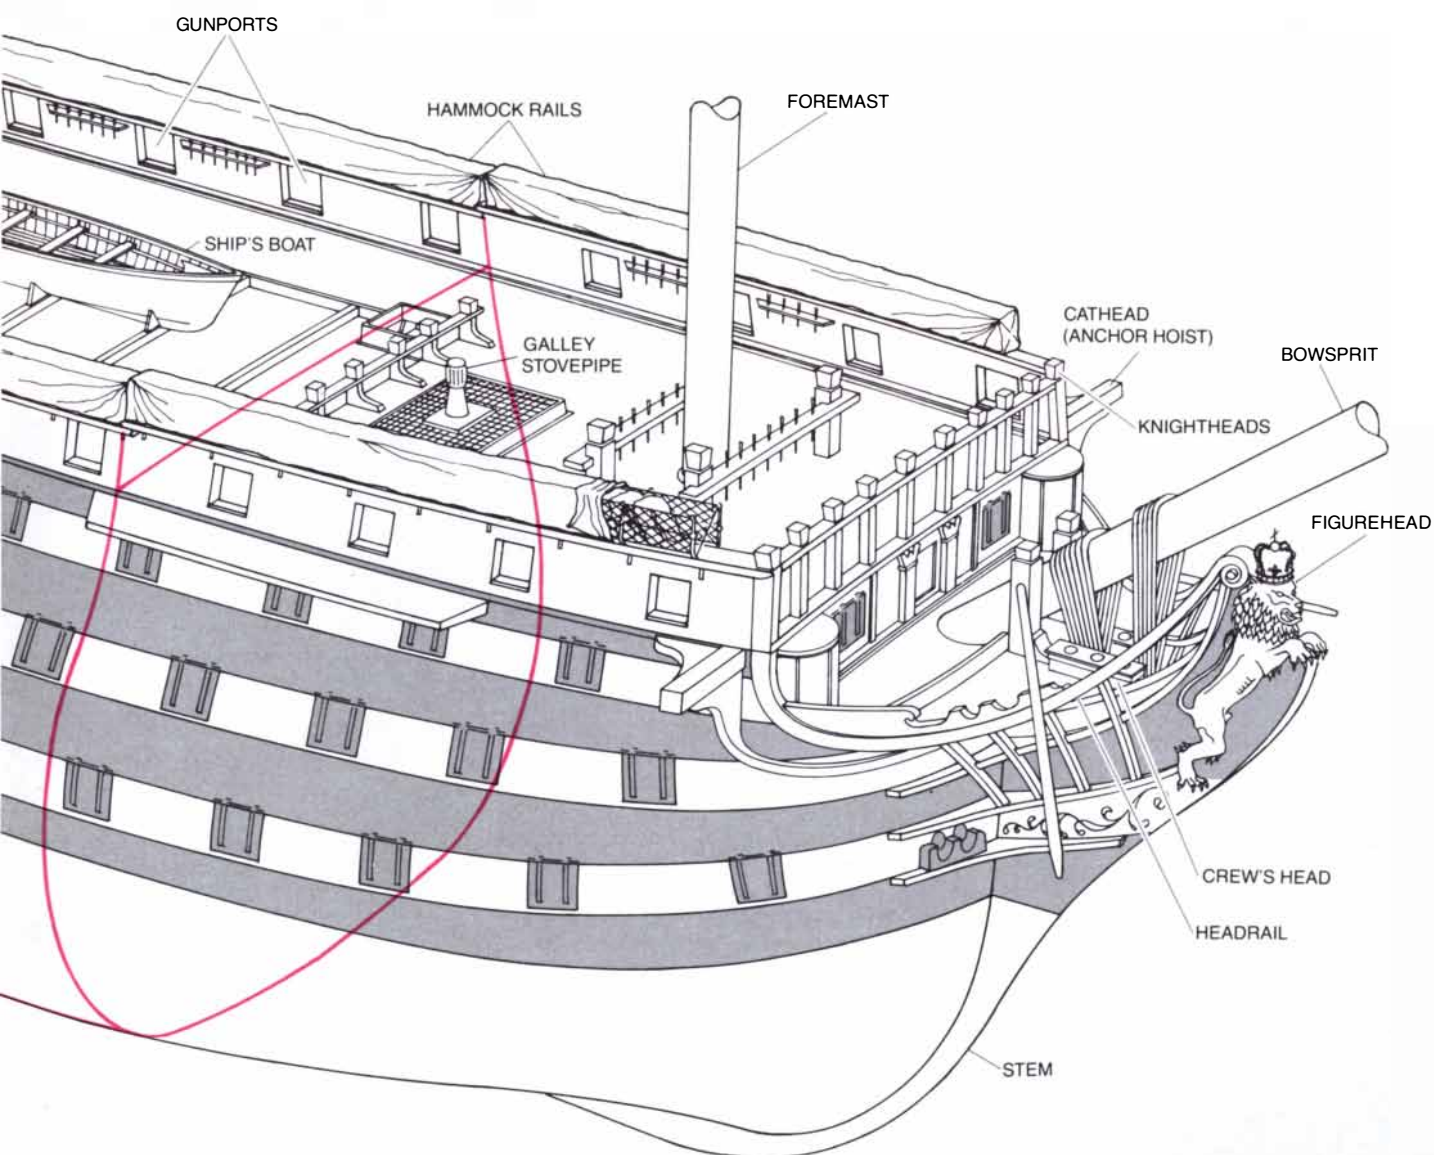 GUNPORTS
HAMMOCK RAILS
FOREMAST
SHIP'S BOAT
GALLEY
STOVEPIPE
CATHEAD
(ANCHOR HOIST)
BOWSPRIT
KNIGHTHEADS
FIGUREHEAD
CREW'S HEAD
HEADRAIL
STEM